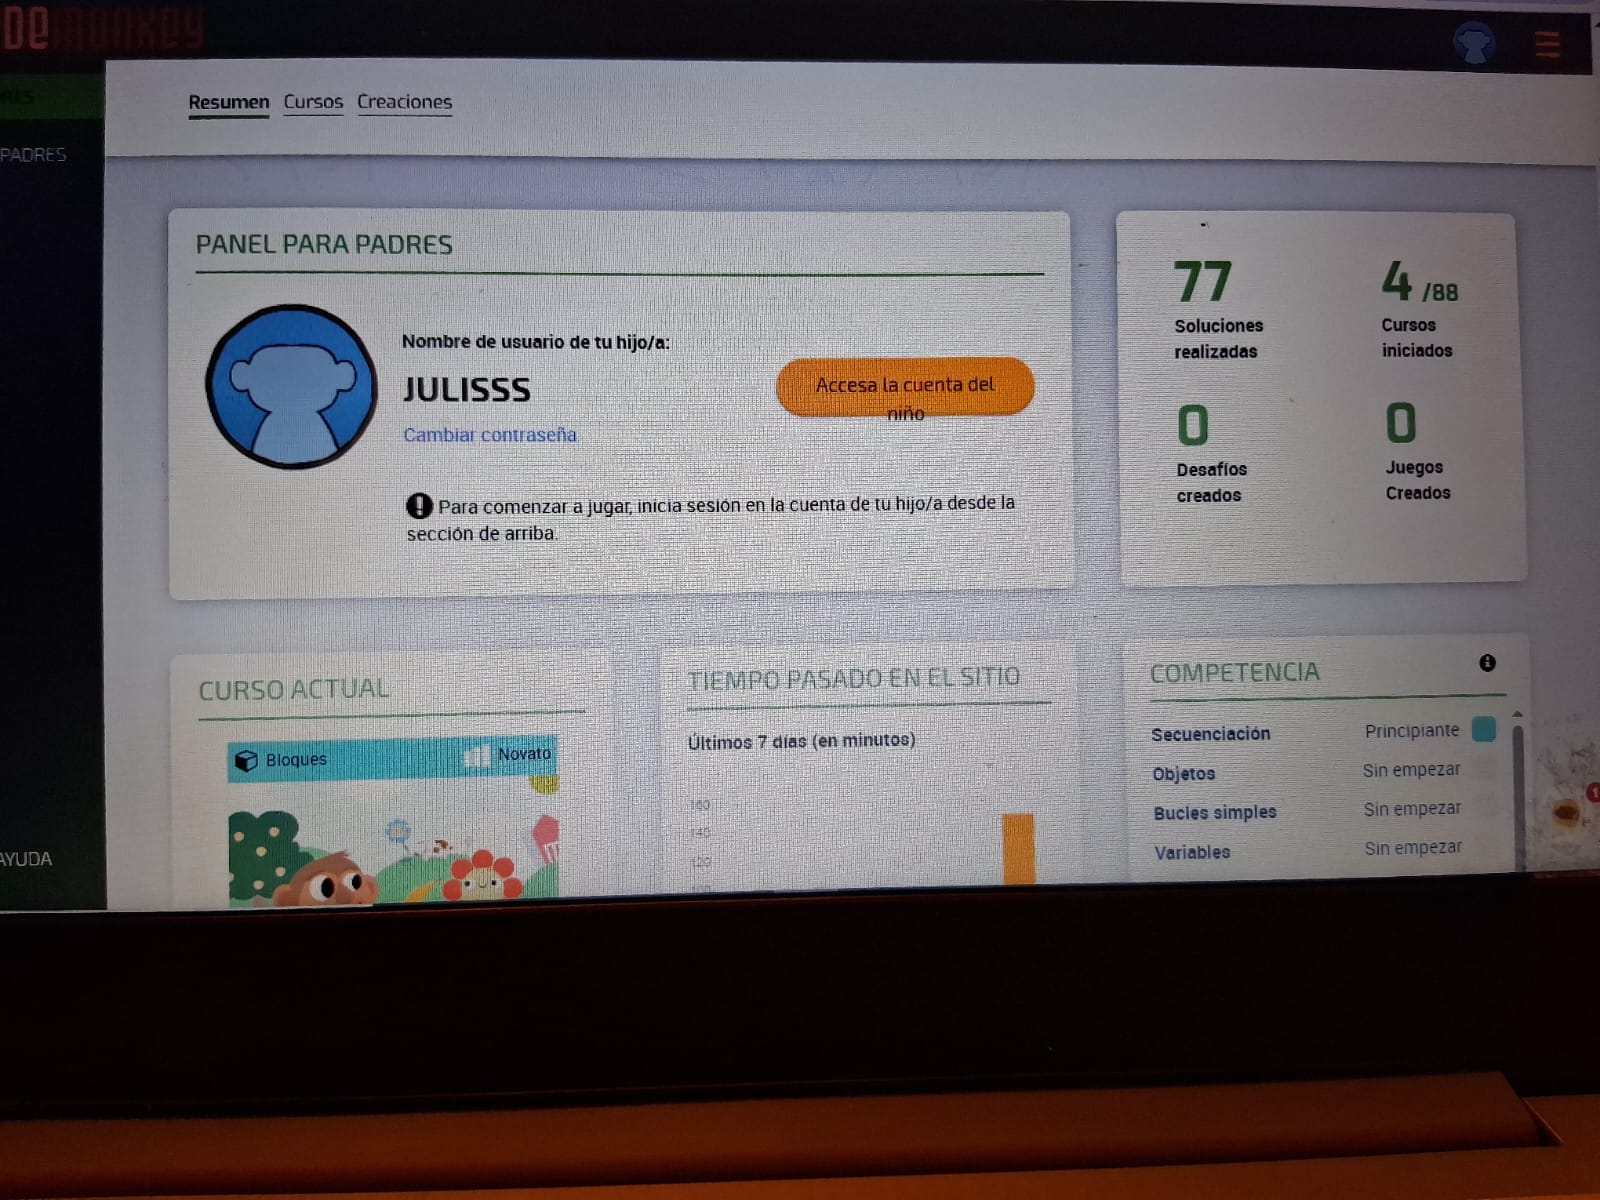 DEmonkey
PADRES
AYUDA
Resumen Cursos Creaciones
PANEL PARA PADRES
Nombre de usuario de tu hijo/a:
JULISSS
Cambiar contraseña
Accesa la cuenta del
niño
Para comenzar a jugar, inicia sesión en la cuenta de tu hijo/a desde la
sección de arriba.
77
Soluciones
realizadas
4 /88
Cursos
iniciados
0
Desafíos
creados
0
Juegos
Creados
CURSO ACTUAL
Bloques Novato
TIEMPO PASADO EN EL SITIO
Últimos 7 días (en minutos)
160
140
120
100
COMPETENCIA
Secuenciación Principiante
Objetos Sin empezar
Bucles simples Sin empezar
Variables Sin empezar
1